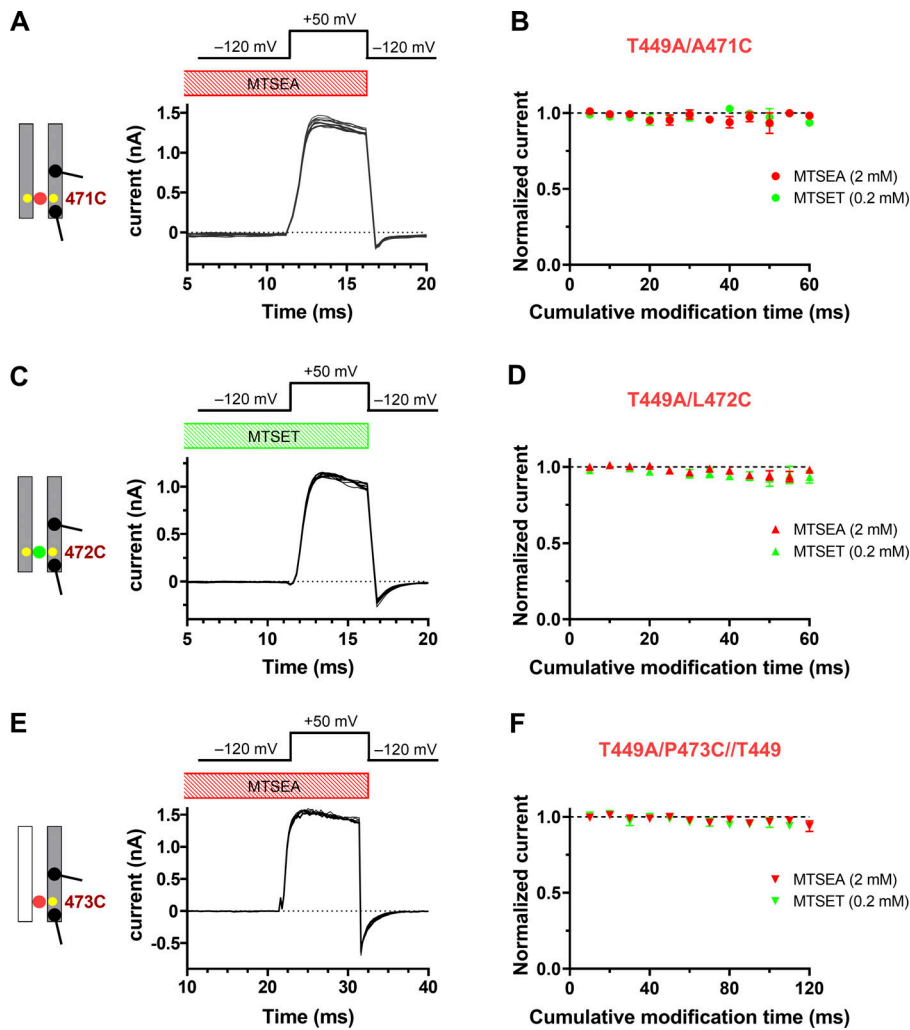 A
+50 mV
–120 mV
–120 mV
MTSEA
471C
current (nA)
1.5
1.0
0.5
0
5
10
15
20
Time (ms)
B
T449A/A471C
Normalized current
1.0
0.5
1.0
MTSEA (2 mM)
MTSET (0.2 mM)
0
20
40
60
Cumulative modification time (ms)
C
+50 mV
–120 mV
–120 mV
MTSET
472C
current (nA)
1.0
0.5
0
5
10
15
20
Time (ms)
D
T449A/L472C
Normalized current
1.0
0.5
1.0
MTSEA (2 mM)
MTSET (0.2 mM)
0
20
40
60
Cumulative modification time (ms)
E
+50 mV
–120 mV
–120 mV
MTSEA
473C
current (nA)
1.5
1.0
0.5
0
-0.5
10
20
30
40
Time (ms)
F
T449A/P473C//T449
Normalized current
1.0
0.5
0.0
MTSEA (2 mM)
MTSET (0.2 mM)
0
40
80
120
Cumulative modification time (ms)